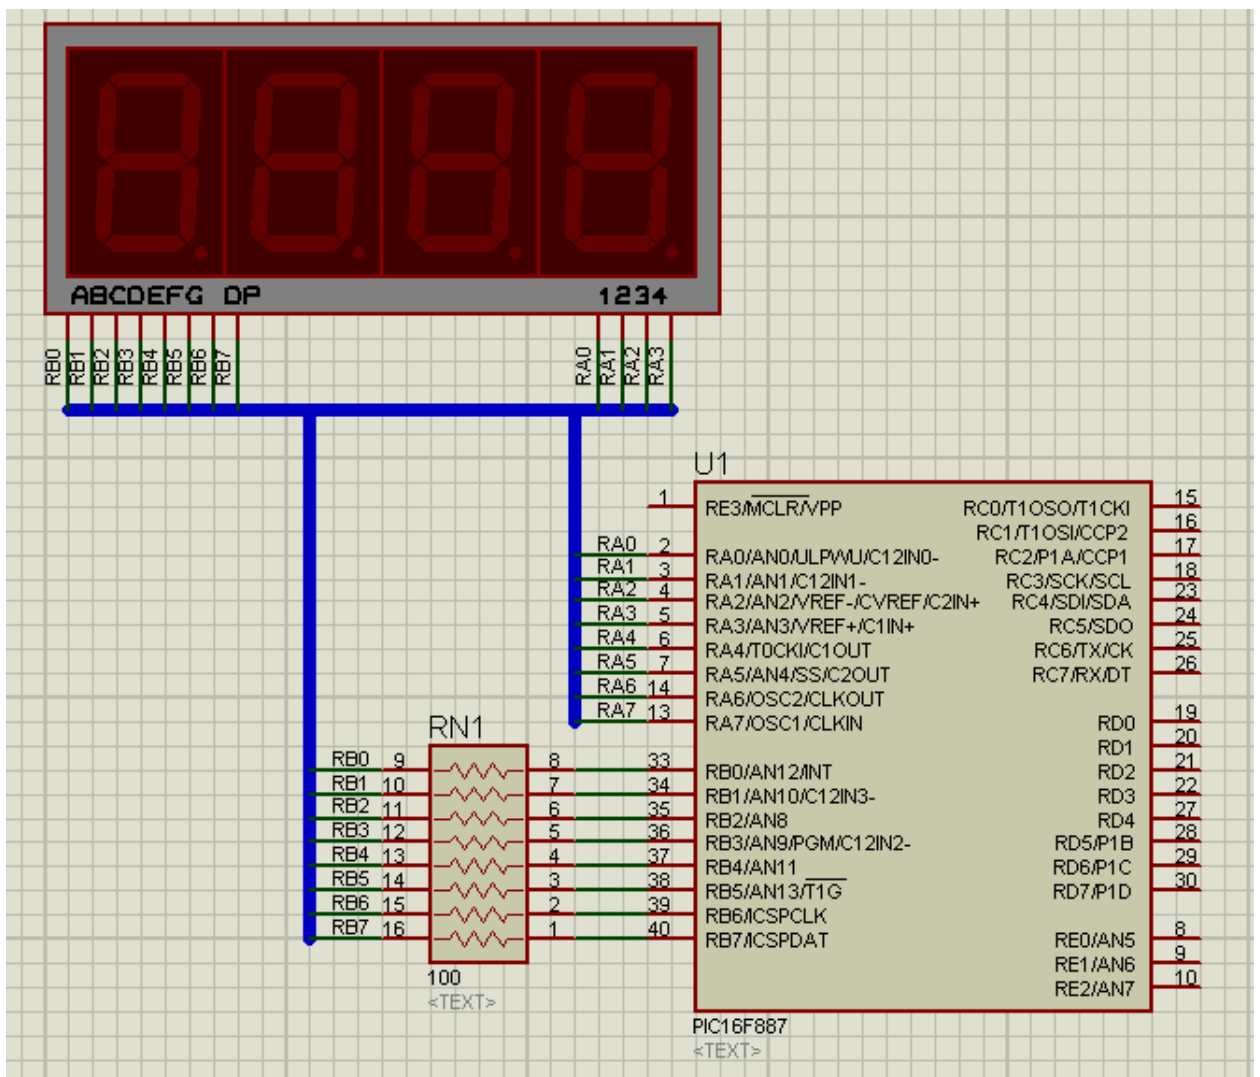 ABCDEFG DP
1234
RB0
RB1
RB2
RB3
RB4
RB5
RB6
RB7
RA0
RA1
RA2
RA3
U1
1 RE3/MCLR/VPP RC0/T1OSO/T1CKI 15
RC1/T1OSI/CCP2 16
RA0 2 RA0/AN0/ULPWU/C12IN0- RC2/P1A/CCP1 17
RA1 3 RA1/AN1/C12IN1- RC3/SCK/SCL 18
RA2 4 RA2/AN2/VREF-/CVREF/C2IN+ RC4/SDI/SDA 23
RA3 5 RA3/AN3/VREF+/C1IN+ RC5/SDO 24
RA4 6 RA4/T0CKI/C1OUT RC6/TX/CK 25
RA5 7 RA5/AN4/SS/C2OUT RC7/RX/DT 26
RA6 14 RA6/OSC2/CLKOUT
RA7 13 RA7/OSC1/CLKIN RD0 19
RD1 20
RN1
RB0 9 8 33 RB0/AN12/INT RD2 21
RB1 10 7 34 RB1/AN10/C12IN3- RD3 22
RB2 11 6 35 RB2/AN8 RD4 27
RB3 12 5 36 RB3/AN9/PGM/C12IN2- RD5/P1B 28
RB4 13 4 37 RB4/AN11 RD6/P1C 29
RB5 14 3 38 RB5/AN13/T1G RD7/P1D 30
RB6 15 2 39 RB6/ICSPCLK
RB7 16 1 40 RB7/ICSPDAT RE0/AN5 8
RE1/AN6 9
RE2/AN7 10
100
<TEXT>
PIC16F887
<TEXT>